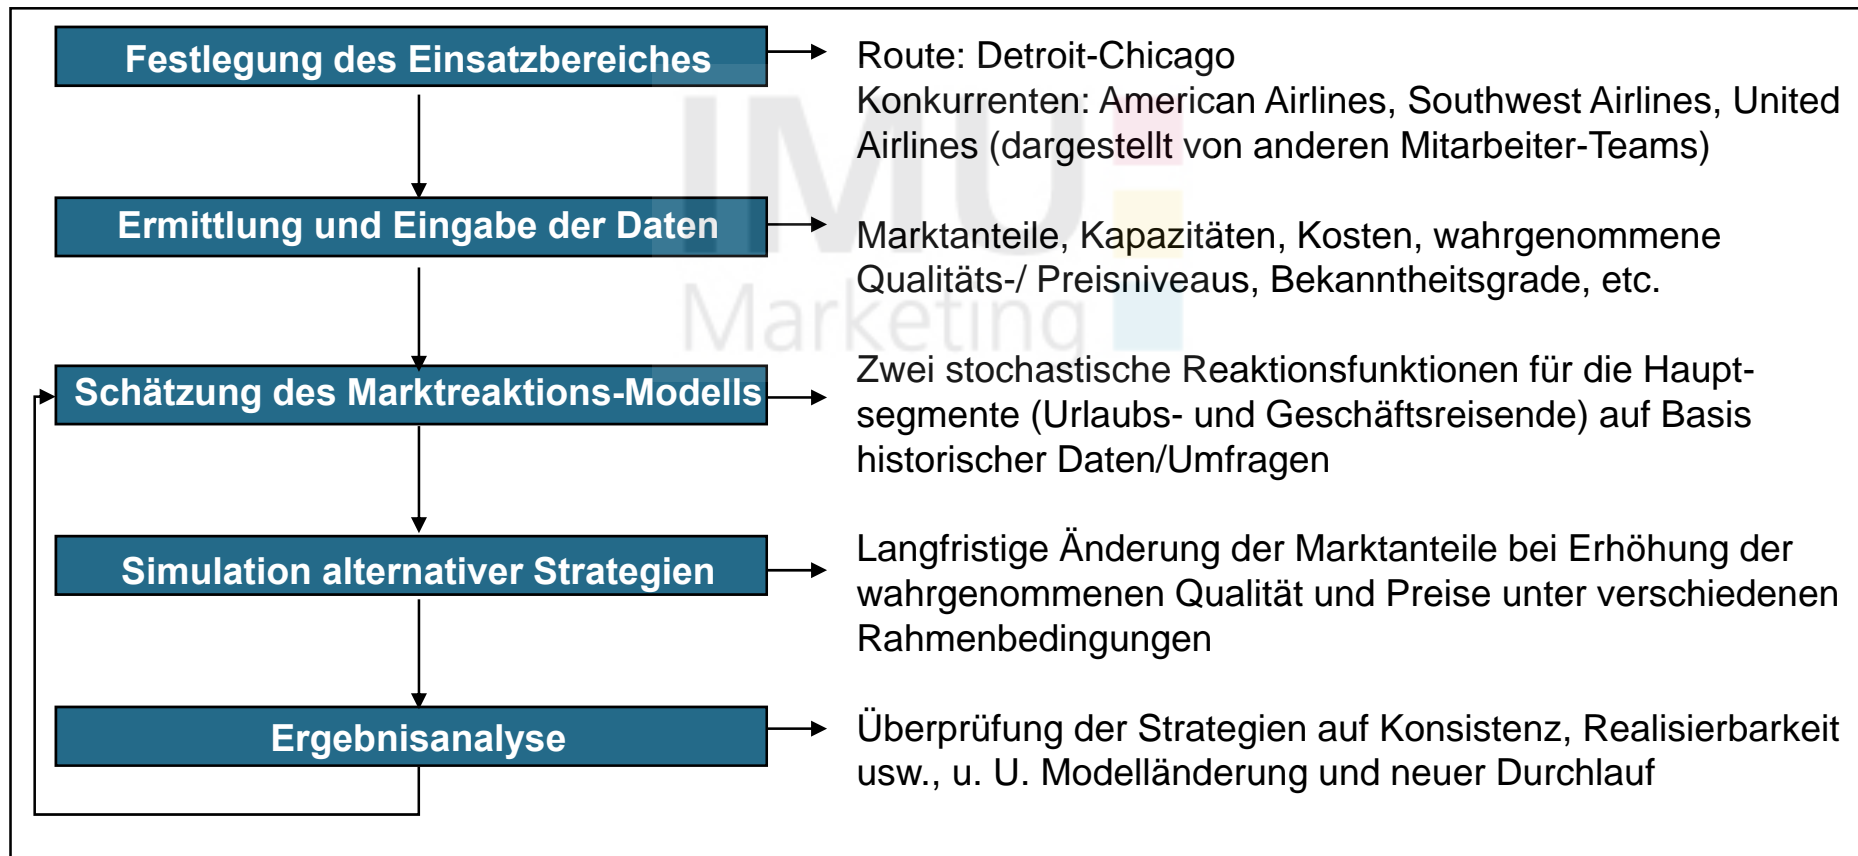 Festlegung des Einsatzbereiches
Route: Detroit-Chicago
Konkurrenten: American Airlines, Southwest Airlines, United
Airlines (dargestellt von anderen Mitarbeiter-Teams)
Ermittlung und Eingabe der Daten
Marktanteile, Kapazitäten, Kosten, wahrgenommene
Qualitäts-/ Preisniveaus, Bekanntheitsgrade, etc.
Schätzung des Marktreaktions-Modells
Zwei stochastische Reaktionsfunktionen für die Haupt-
segmente (Urlaubs- und Geschäftsreisende) auf Basis
historischer Daten/Umfragen
Simulation alternativer Strategien
Langfristige Änderung der Marktanteile bei Erhöhung der
wahrgenommenen Qualität und Preise unter verschiedenen
Rahmenbedingungen
Ergebnisanalyse
Überprüfung der Strategien auf Konsistenz, Realisierbarkeit
usw., u. U. Modelländerung und neuer Durchlauf
IMU
Marketing